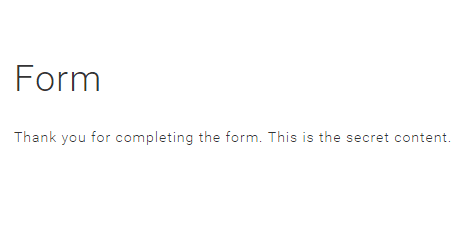 Form
Thank you for completing the form. This is the secret content.